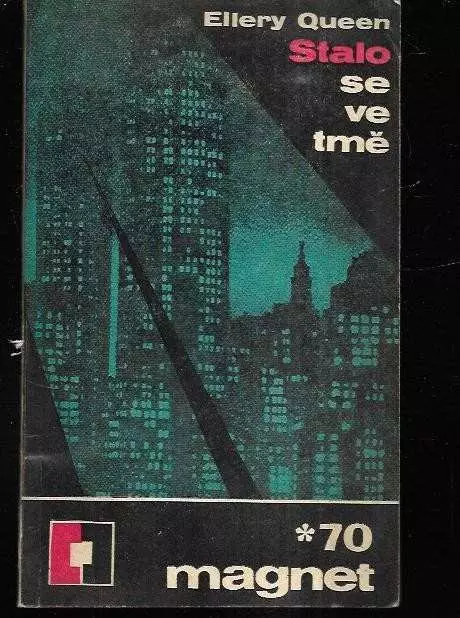 Ellery Queen
Stalo
se
ve
tmě
*70
magnet